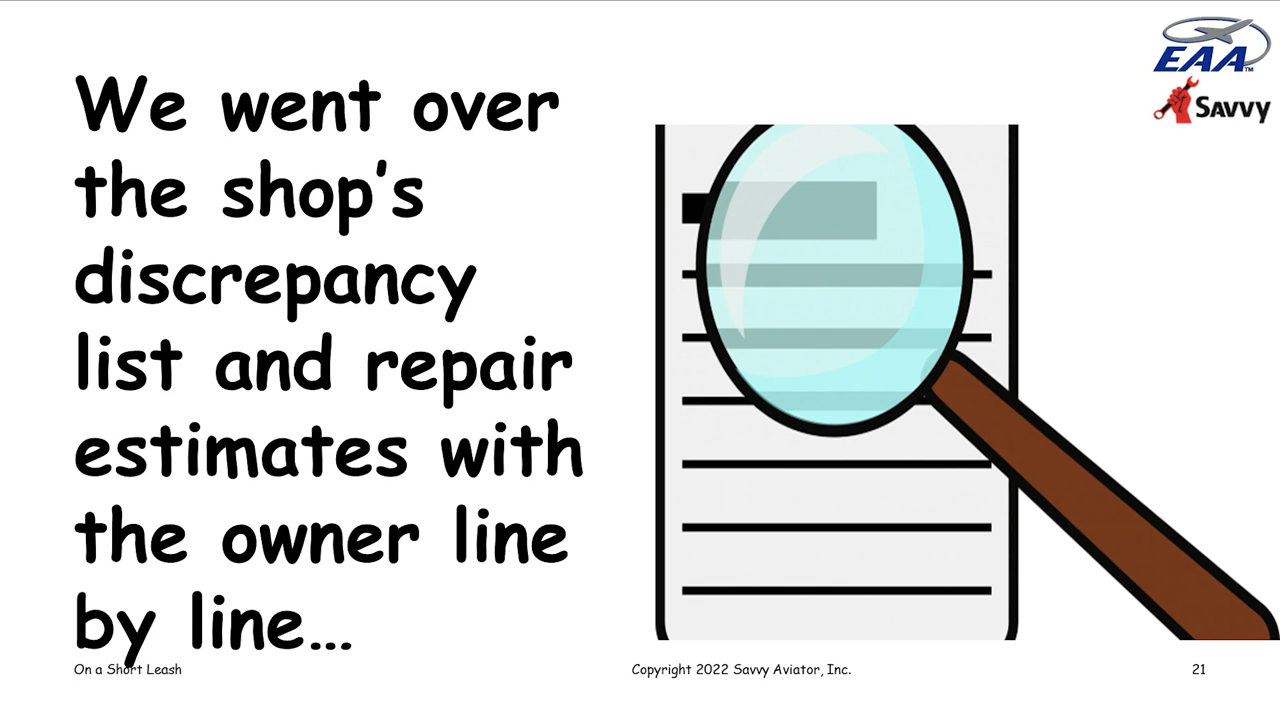 EAA™
Savvy
We went over
the shop's
discrepancy
list and repair
estimates with
the owner line
by line…
On a Short Leash
Copyright 2022 Savvy Aviator, Inc.
21